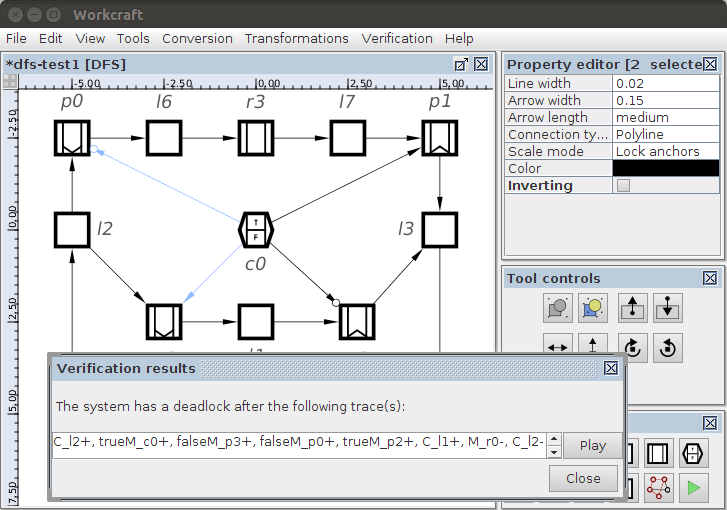 Workcraft
File Edit View Tools Conversion Transformations Verification Help
*dfs-test1 [DFS]
-5,00 -2,50 0,00 2,50 5,00
-2,50
0,00
2,50
5,00
7,50
p0 l6 r3 l7 p1
l2
T
F
c0
l3
Property editor [2 selecte
Line width 0.02
Arrow width 0.15
Arrow length medium
Connection ty... Polyline
Scale mode Lock anchors
Color
Inverting
Tool controls
Verification results
The system has a deadlock after the following trace(s):
C_l2+, trueM_c0+, falseM_p3+, falseM_p0+, trueM_p2+, C_l1+, M_r0-, C_l2-
Play
Close
T
F